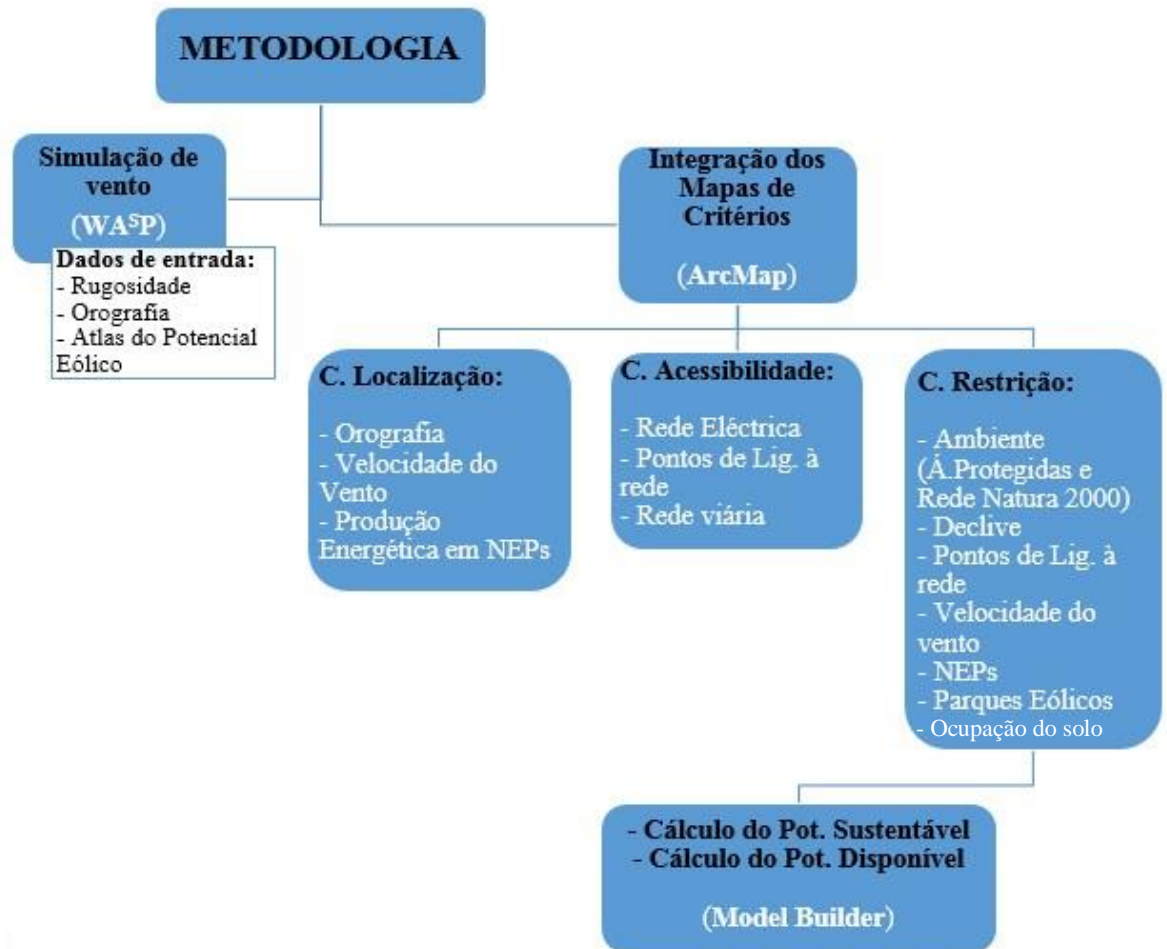 METODOLOGIA
Simulação de
vento
(WAˢP)
Dados de entrada:
- Rugosidade
- Orografia
- Atlas do Potencial
Eólico
Integração dos
Mapas de
Critérios
(ArcMap)
C. Localização:
- Orografia
- Velocidade do
Vento
- Produção
Energética em NEPs
C. Acessibilidade:
- Rede Eléctrica
- Pontos de Lig. à
rede
- Rede viária
C. Restrição:
- Ambiente
(Á.Protegidas e
Rede Natura 2000)
- Declive
- Pontos de Lig. à
rede
- Velocidade do
vento
- NEPs
- Parques Eólicos
- Ocupação do solo
- Cálculo do Pot. Sustentável
- Cálculo do Pot. Disponível
(Model Builder)